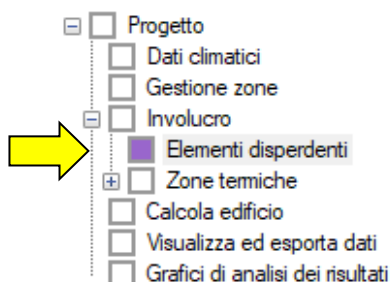 Progetto
Dati climatici
Gestione zone
Involucro
Elementi disperdenti
Zone termiche
Calcola edificio
Visualizza ed esporta dati
Grafici di analisi dei risultati